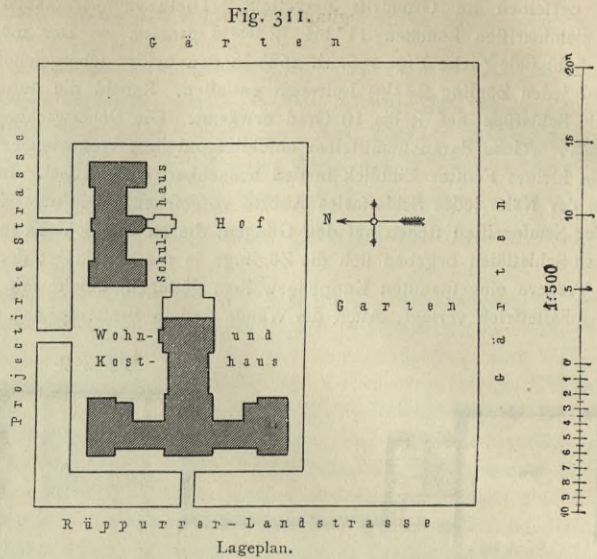 Fig. 311.
Gärten
Projectirte Strasse
Schulhaus
Hof
N
Garten
Gärten
Wohn- und
Kost- haus
1:500
20m
15
10
5
0
1
2
3
4
5
6
7
8
9
10
Rüppurrer-Landstrasse
Lageplan.